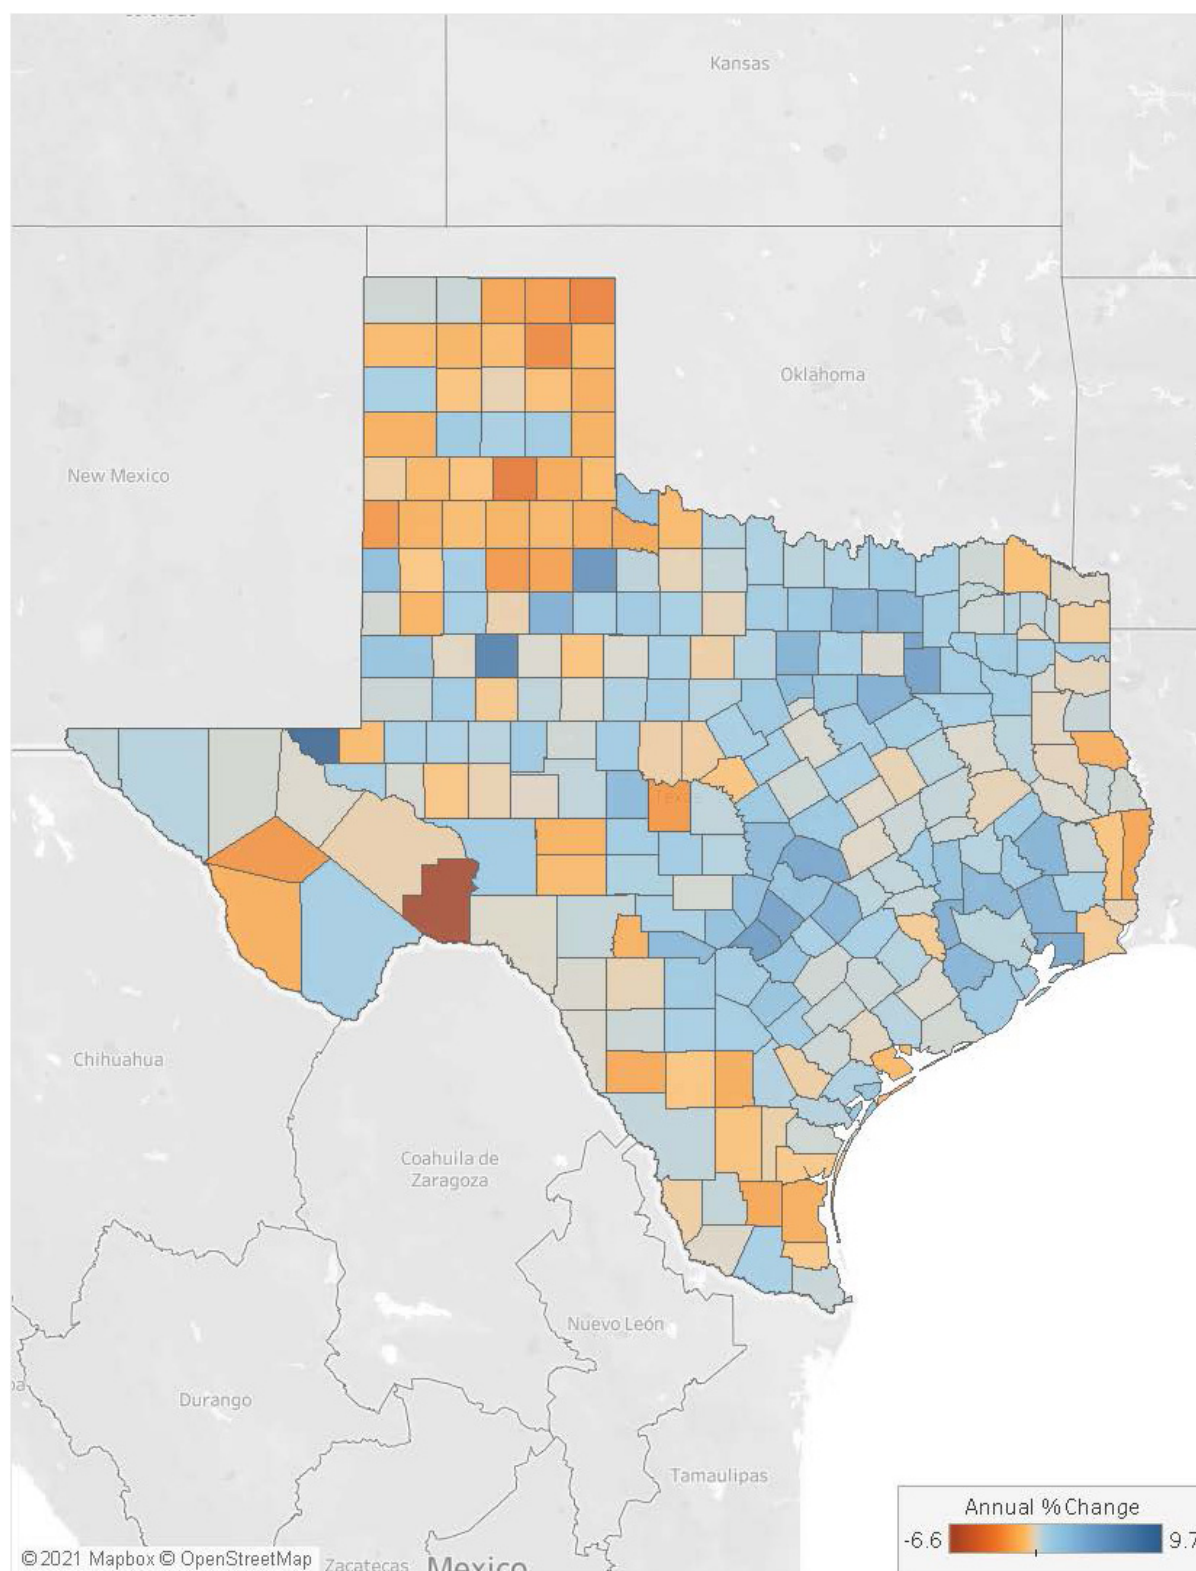 Kansas
Oklahoma
New Mexico
Texas
Chihuahua
Coahuila de
Zaragoza
Nuevo León
Durango
Tamaulipas
Annual % Change
-6.6
9.7
©2021 Mapbox © OpenStreetMap
Zacatecas
Mexico